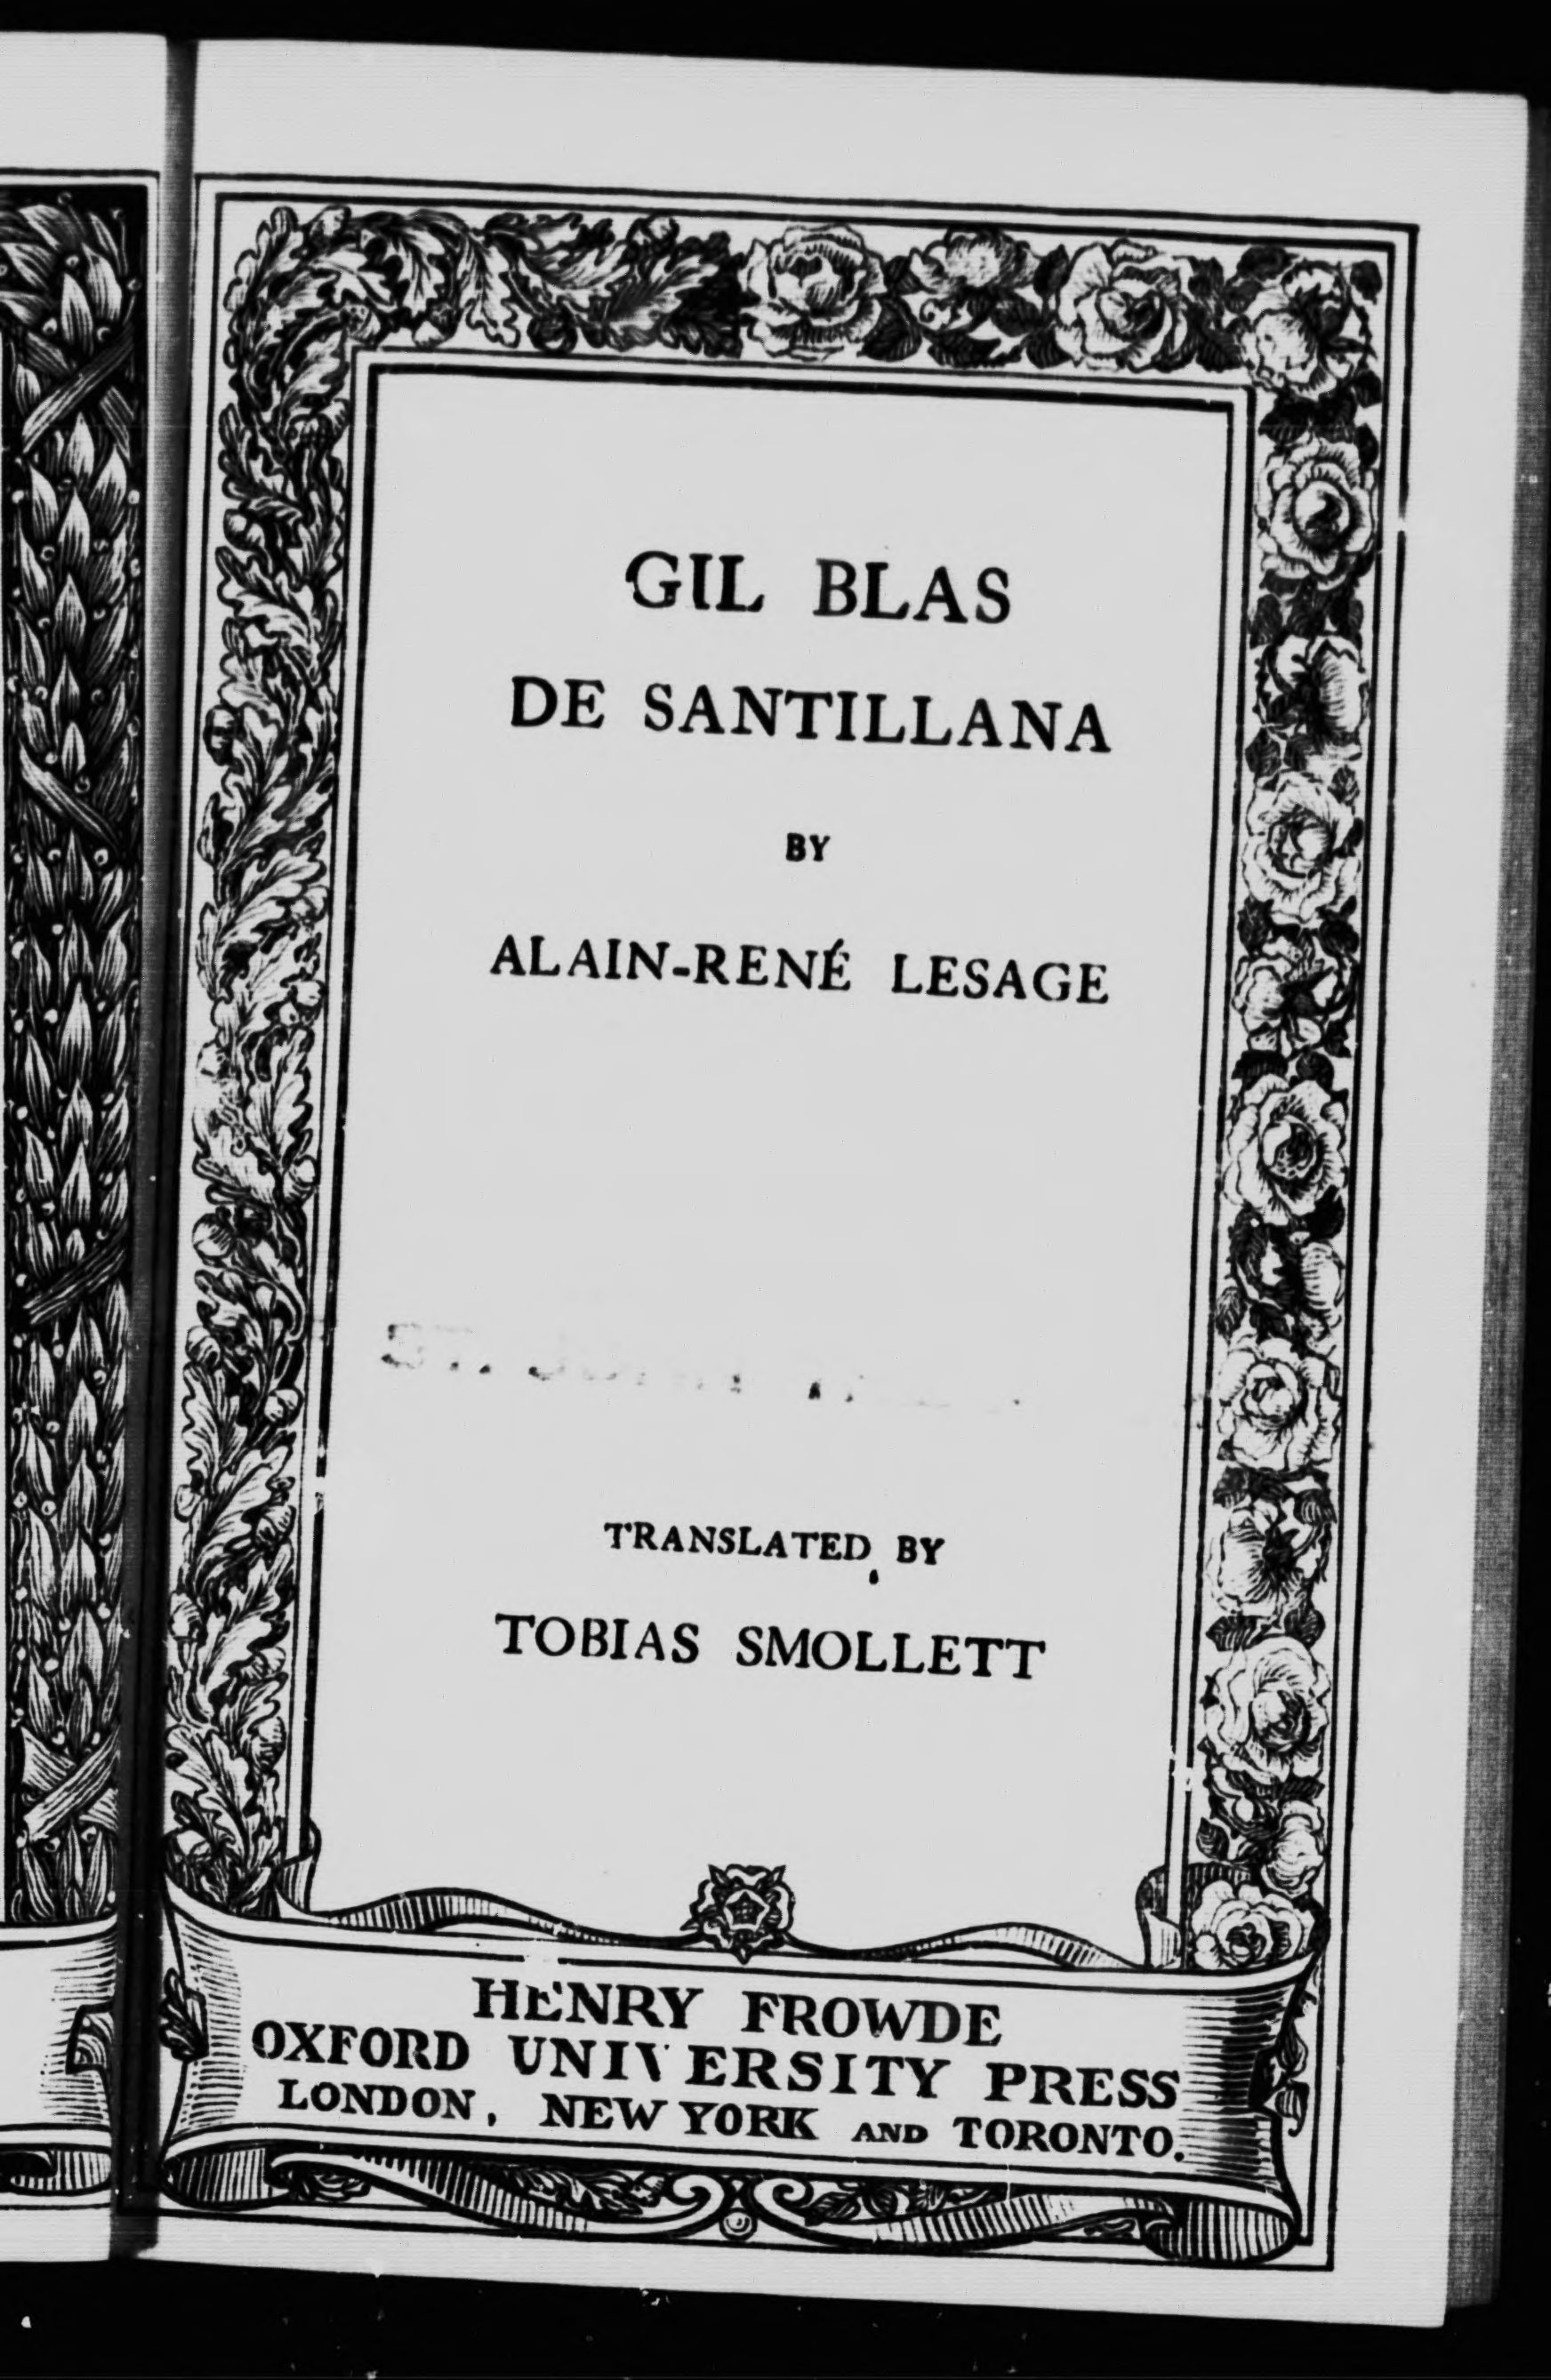 GIL BLAS
DE SANTILLANA
BY
ALAIN-RENÉ LESAGE
TRANSLATED BY
TOBIAS SMOLLETT
HENRY FROWDE
OXFORD UNIVERSITY PRESS
LONDON, NEW YORK AND TORONTO.